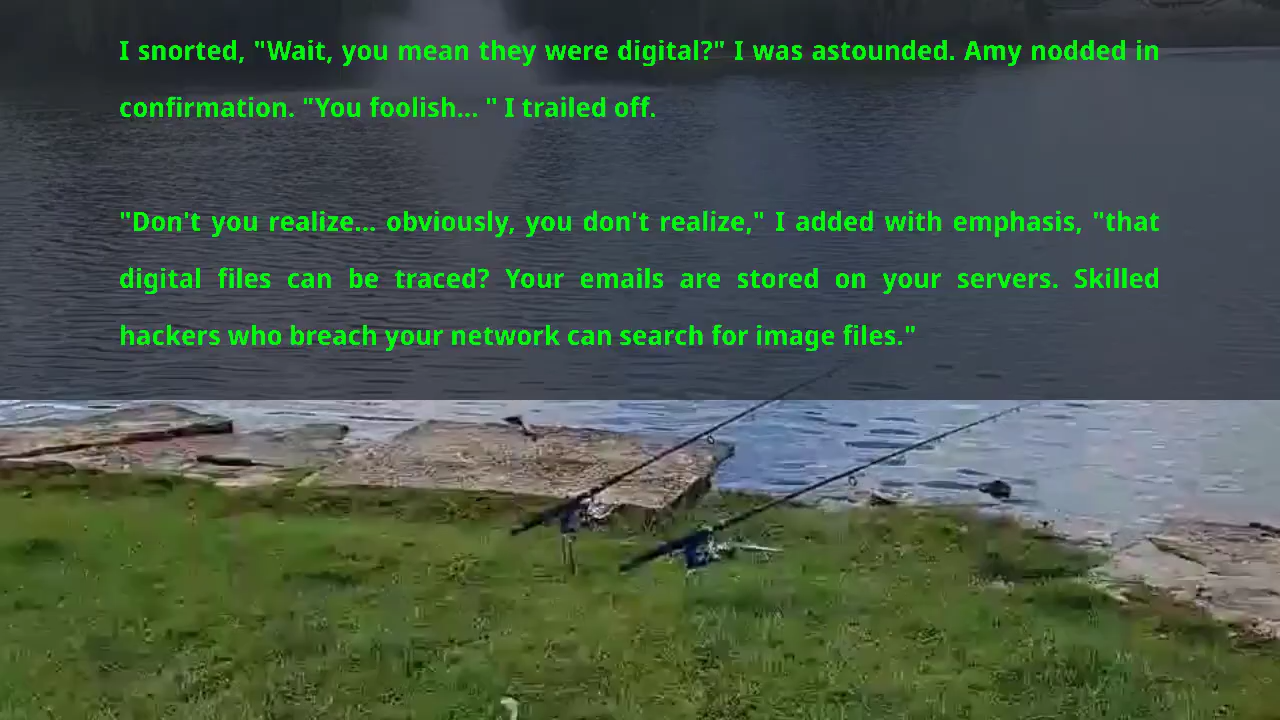 I snorted, "Wait, you mean they were digital?" I was astounded. Amy nodded in
confirmation. "You foolish... " I trailed off.
"Don't you realize... obviously, you don't realize," I added with emphasis, "that
digital files can be traced? Your emails are stored on your servers. Skilled
hackers who breach your network can search for image files."